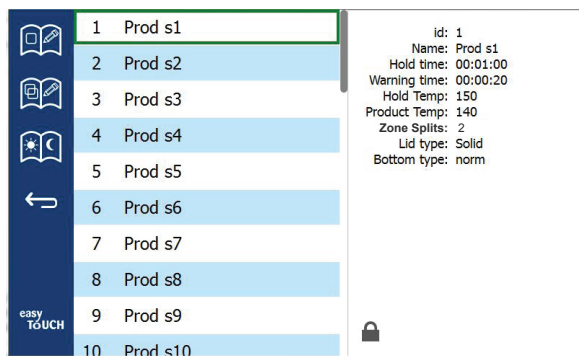 1 Prod s1
2 Prod s2
3 Prod s3
4 Prod s4
5 Prod s5
6 Prod s6
7 Prod s7
8 Prod s8
9 Prod s9
10 Prod s10
easy
TOUCH
id: 1
Name: Prod s1
Hold time: 00:01:00
Warning time: 00:00:20
Hold Temp: 150
Product Temp: 140
Zone Splits: 2
Lid type: Solid
Bottom type: norm